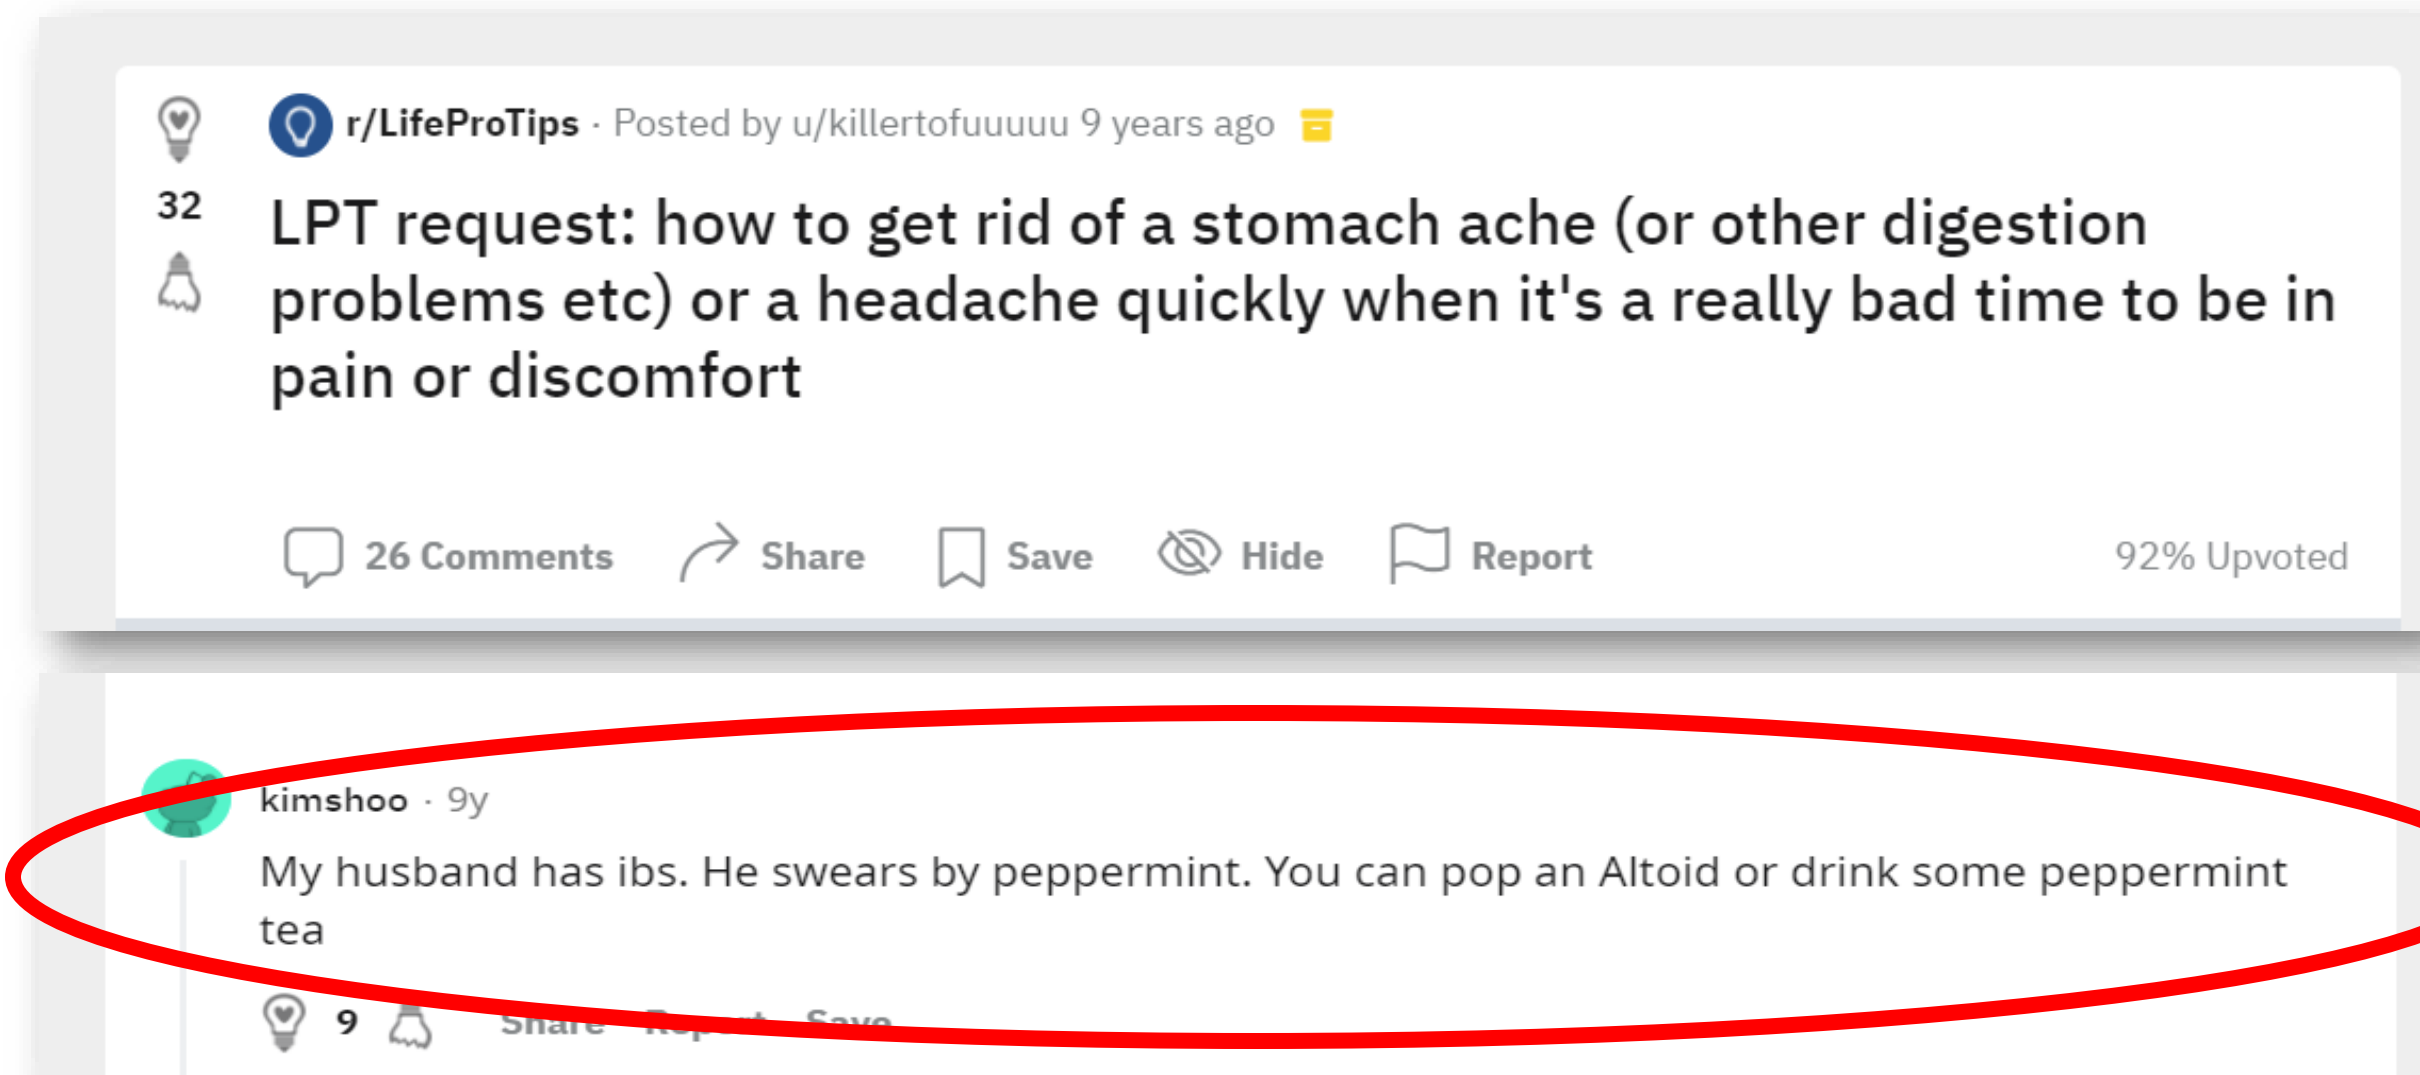 r/LifeProTips · Posted by u/killertofuuuuu 9 years ago
32
LPT request: how to get rid of a stomach ache (or other digestion
problems etc) or a headache quickly when it's a really bad time to be in
pain or discomfort
26 Comments Share Save Hide Report 92% Upvoted
kimshoo · 9y
My husband has ibs. He swears by peppermint. You can pop an Altoid or drink some peppermint
tea
9 Share Report Save